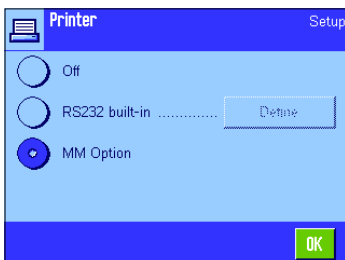 Printer Setup
Off
RS232 built-in .............. Define
MM Option
OK